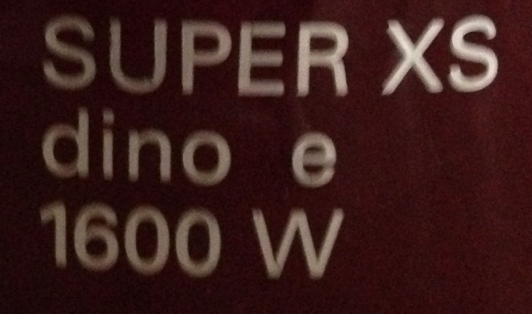 SUPER XS
dino e
1600 W